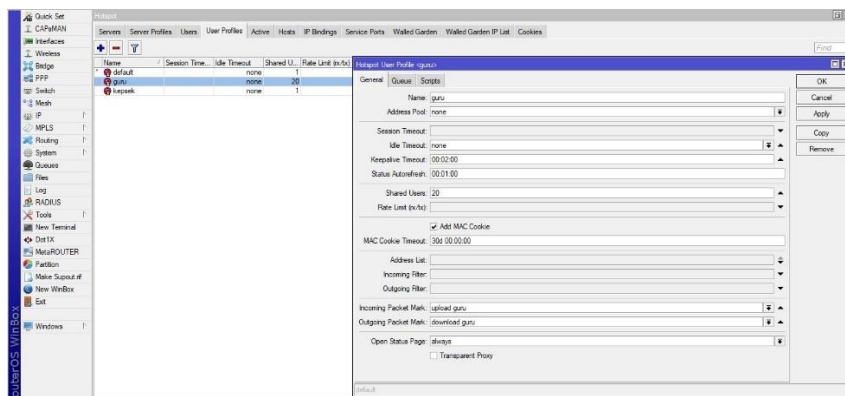 Quick Set
CAPsMAN
Interfaces
Wireless
Bridge
PPP
Switch
Mesh
IP
MPLS
Routing
System
Queues
Files
Log
RADIUS
Tools
New Terminal
Dot1X
MetaROUTER
Partition
Make Supout.rif
New WinBox
Exit
Windows
RouterOS WinBox
Hotspot
Servers Server Profiles Users User Profiles Active Hosts IP Bindings Service Ports Walled Garden Walled Garden IP List Cookies
Find
Name Session Time... Idle Timeout Shared U... Rate Limit (rx/tx)
* default none 1
guru none 20
kepsek none 1
Hotspot User Profile <guru>
General Queue Scripts
Name: guru
Address Pool: none
Session Timeout:
Idle Timeout: none
Keepalive Timeout: 00:02:00
Status Autorefresh: 00:01:00
Shared Users: 20
Rate Limit (rx/tx):
Add MAC Cookie
MAC Cookie Timeout: 30d 00:00:00
Address List:
Incoming Filter:
Outgoing Filter:
Incoming Packet Mark: upload guru
Outgoing Packet Mark: download guru
Open Status Page: always
Transparent Proxy
default
OK
Cancel
Apply
Copy
Remove